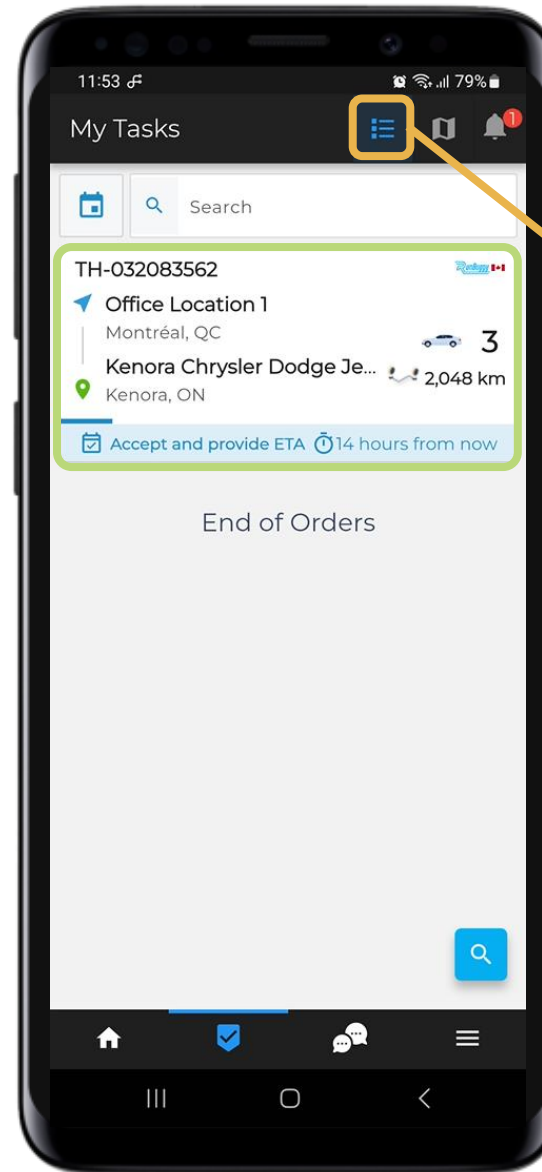 11:53
79%
My Tasks
1
Search
TH-032083562
Office Location 1
Montréal, QC
3
Kenora Chrysler Dodge Je...
2,048 km
Kenora, ON
Accept and provide ETA 14 hours from now
End of Orders